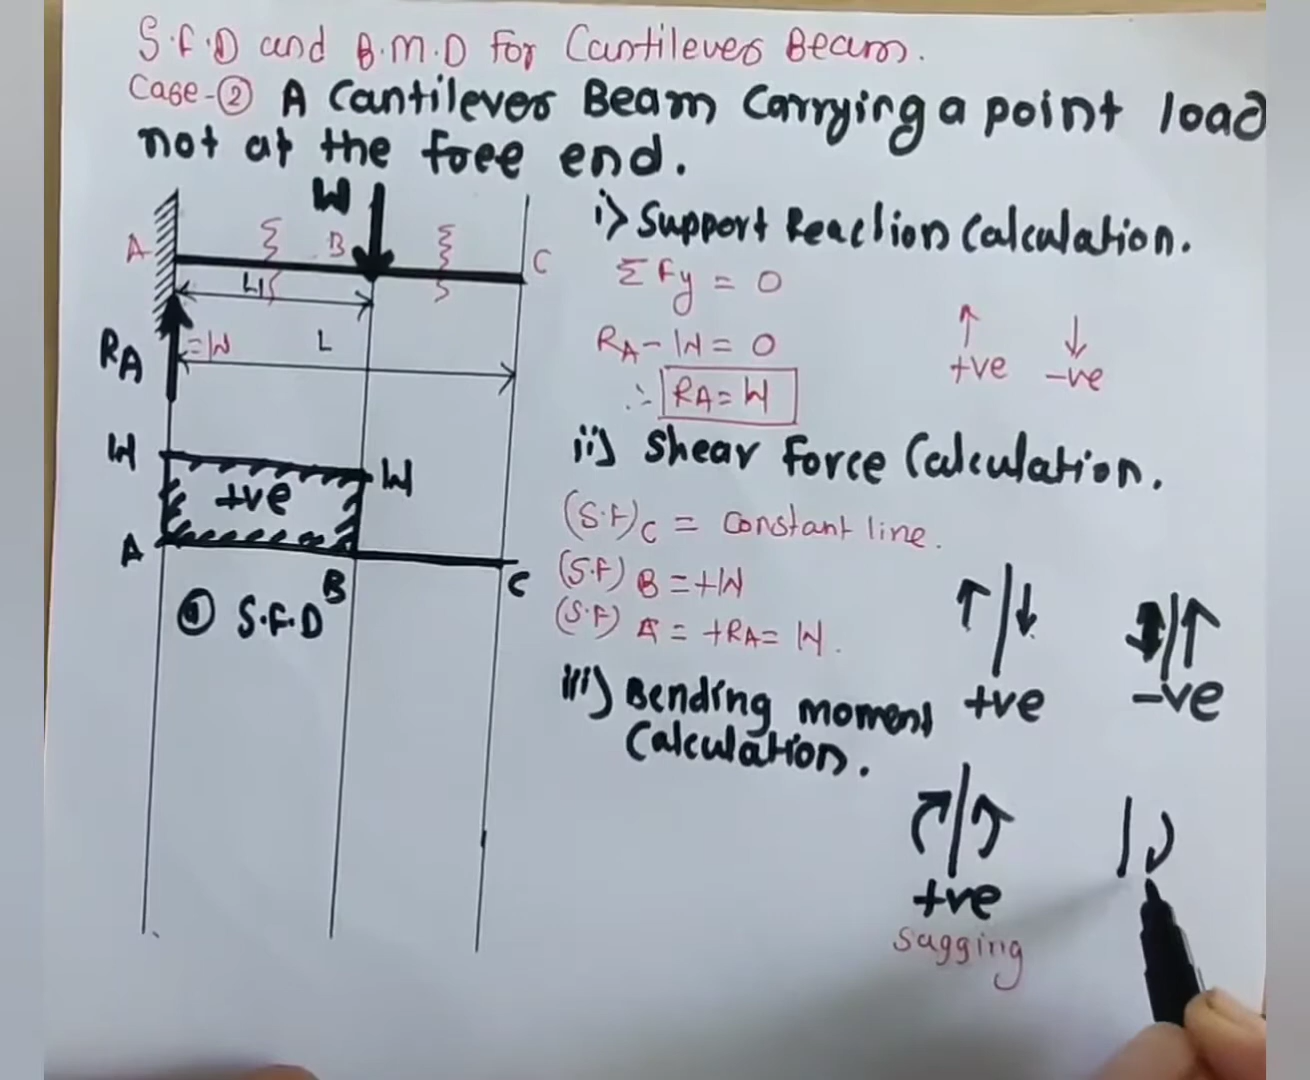 S.F.D and B.M.D For Cantilever Beam.
Case-② A Cantilever Beam Carrying a point load
not at the free end.
W
A
B
C
L1
L
RA
=W
i) Support Reaction Calculation.
ΣFy = 0
RA - W = 0
∴ RA = W
+ve
-ve
W
W
+ve
A
B
C
① S.F.D
ii) Shear Force Calculation.
(S.F)C = Constant line.
(S.F) B = +W
(S.F) A = +RA = W.
+ve
-ve
iii) Bending moment
Calculation.
+ve
Sagging